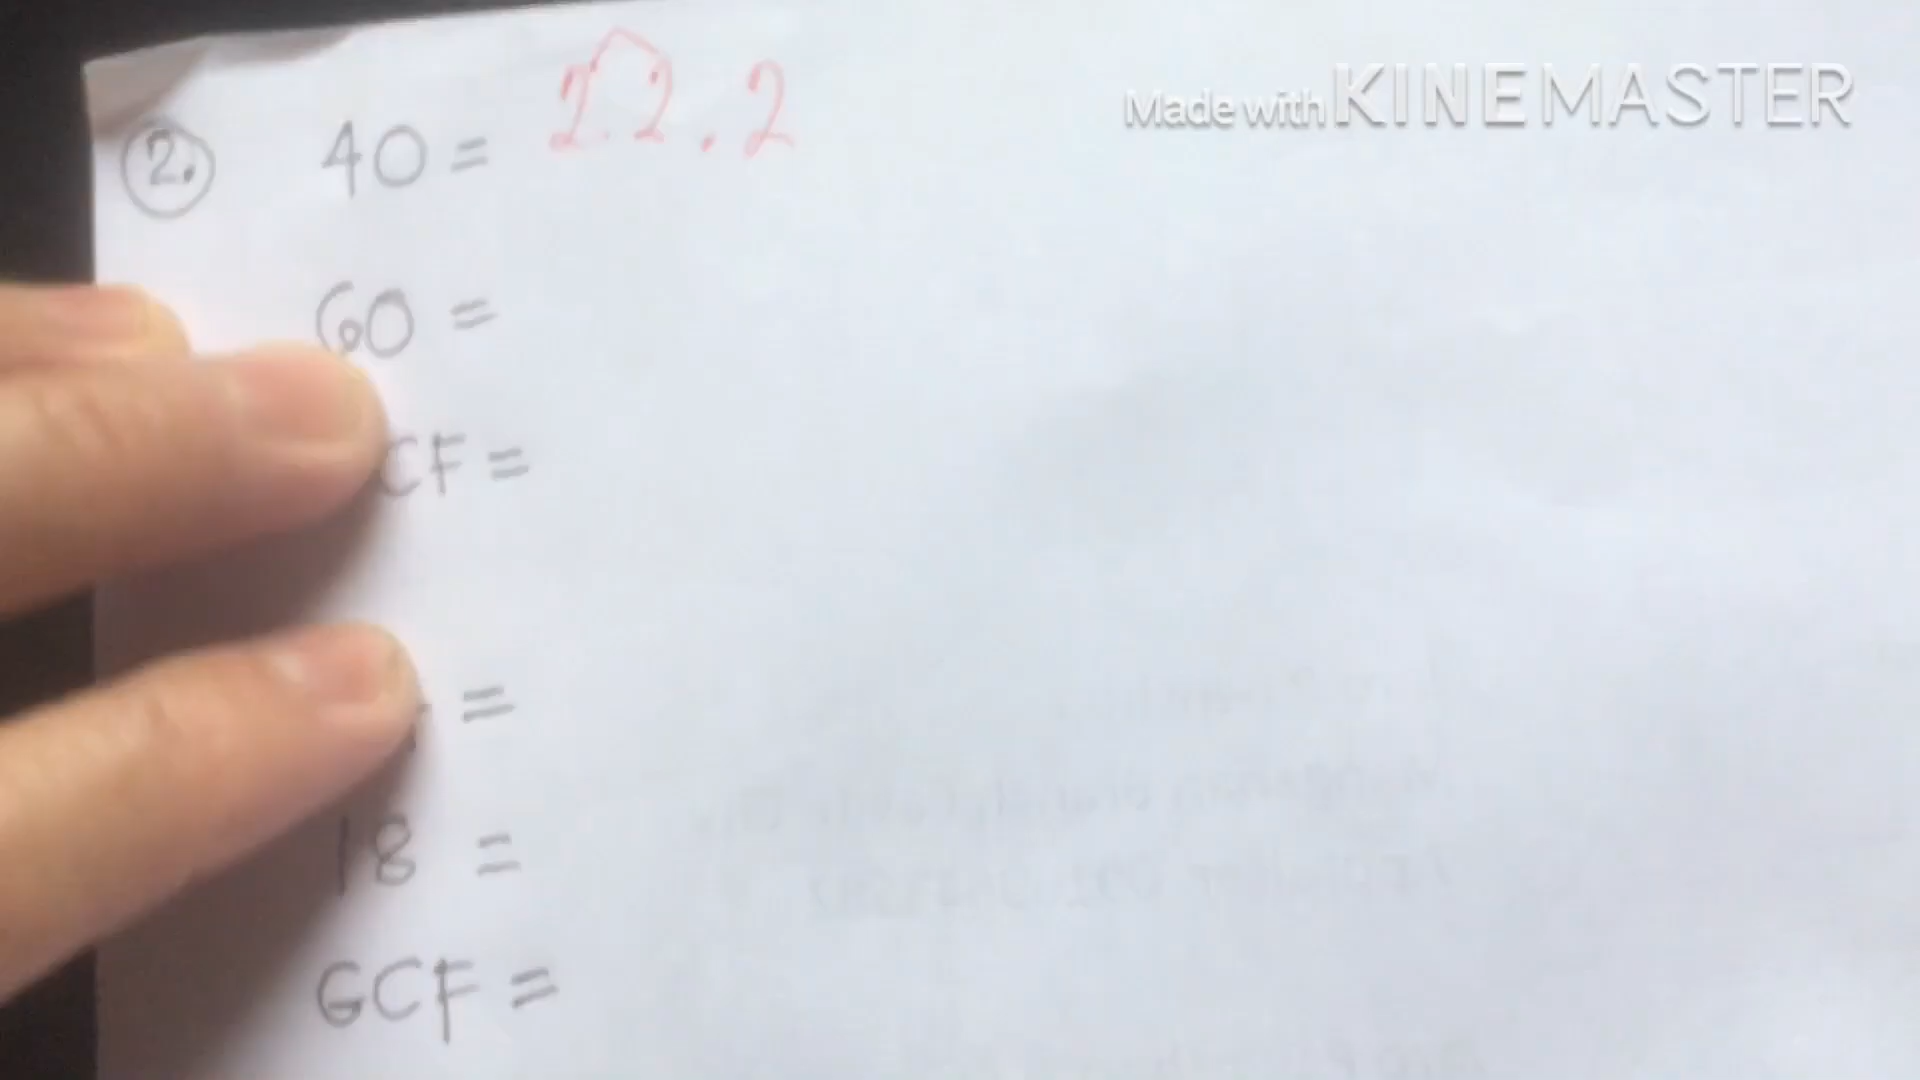 Made with KINEMASTER
2. 40 = 2.2.2
60 =
CF =
=
18 =
GCF =